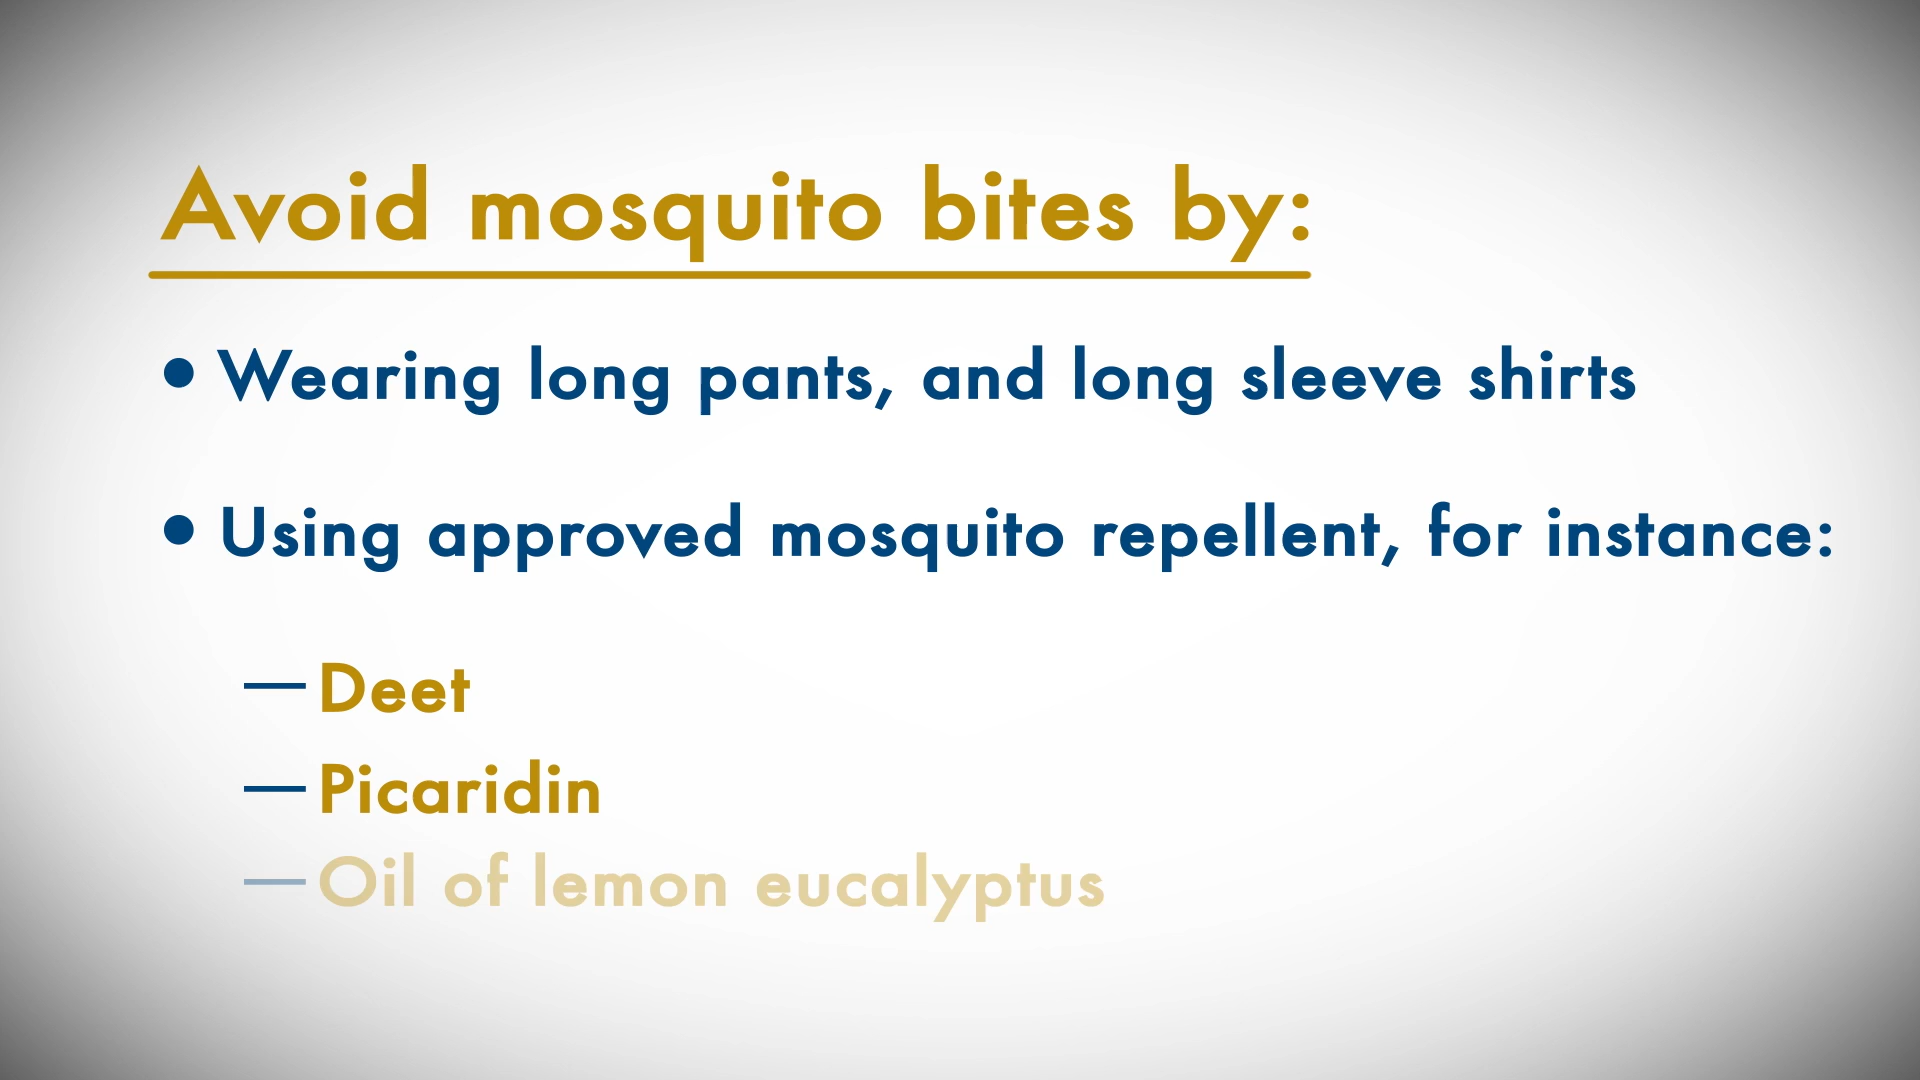 Avoid mosquito bites by:
• Wearing long pants, and long sleeve shirts
• Using approved mosquito repellent, for instance:
— Deet
— Picaridin
— Oil of lemon eucalyptus